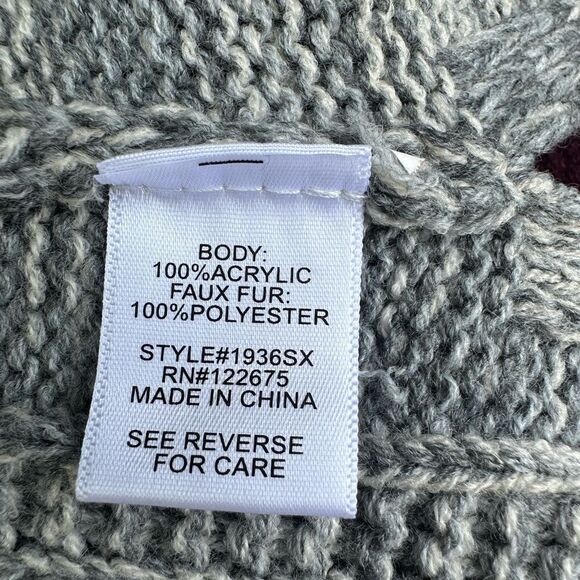 BODY:
100%ACRYLIC
FAUX FUR:
100%POLYESTER
STYLE#1936SX
RN#122675
MADE IN CHINA
SEE REVERSE
FOR CARE